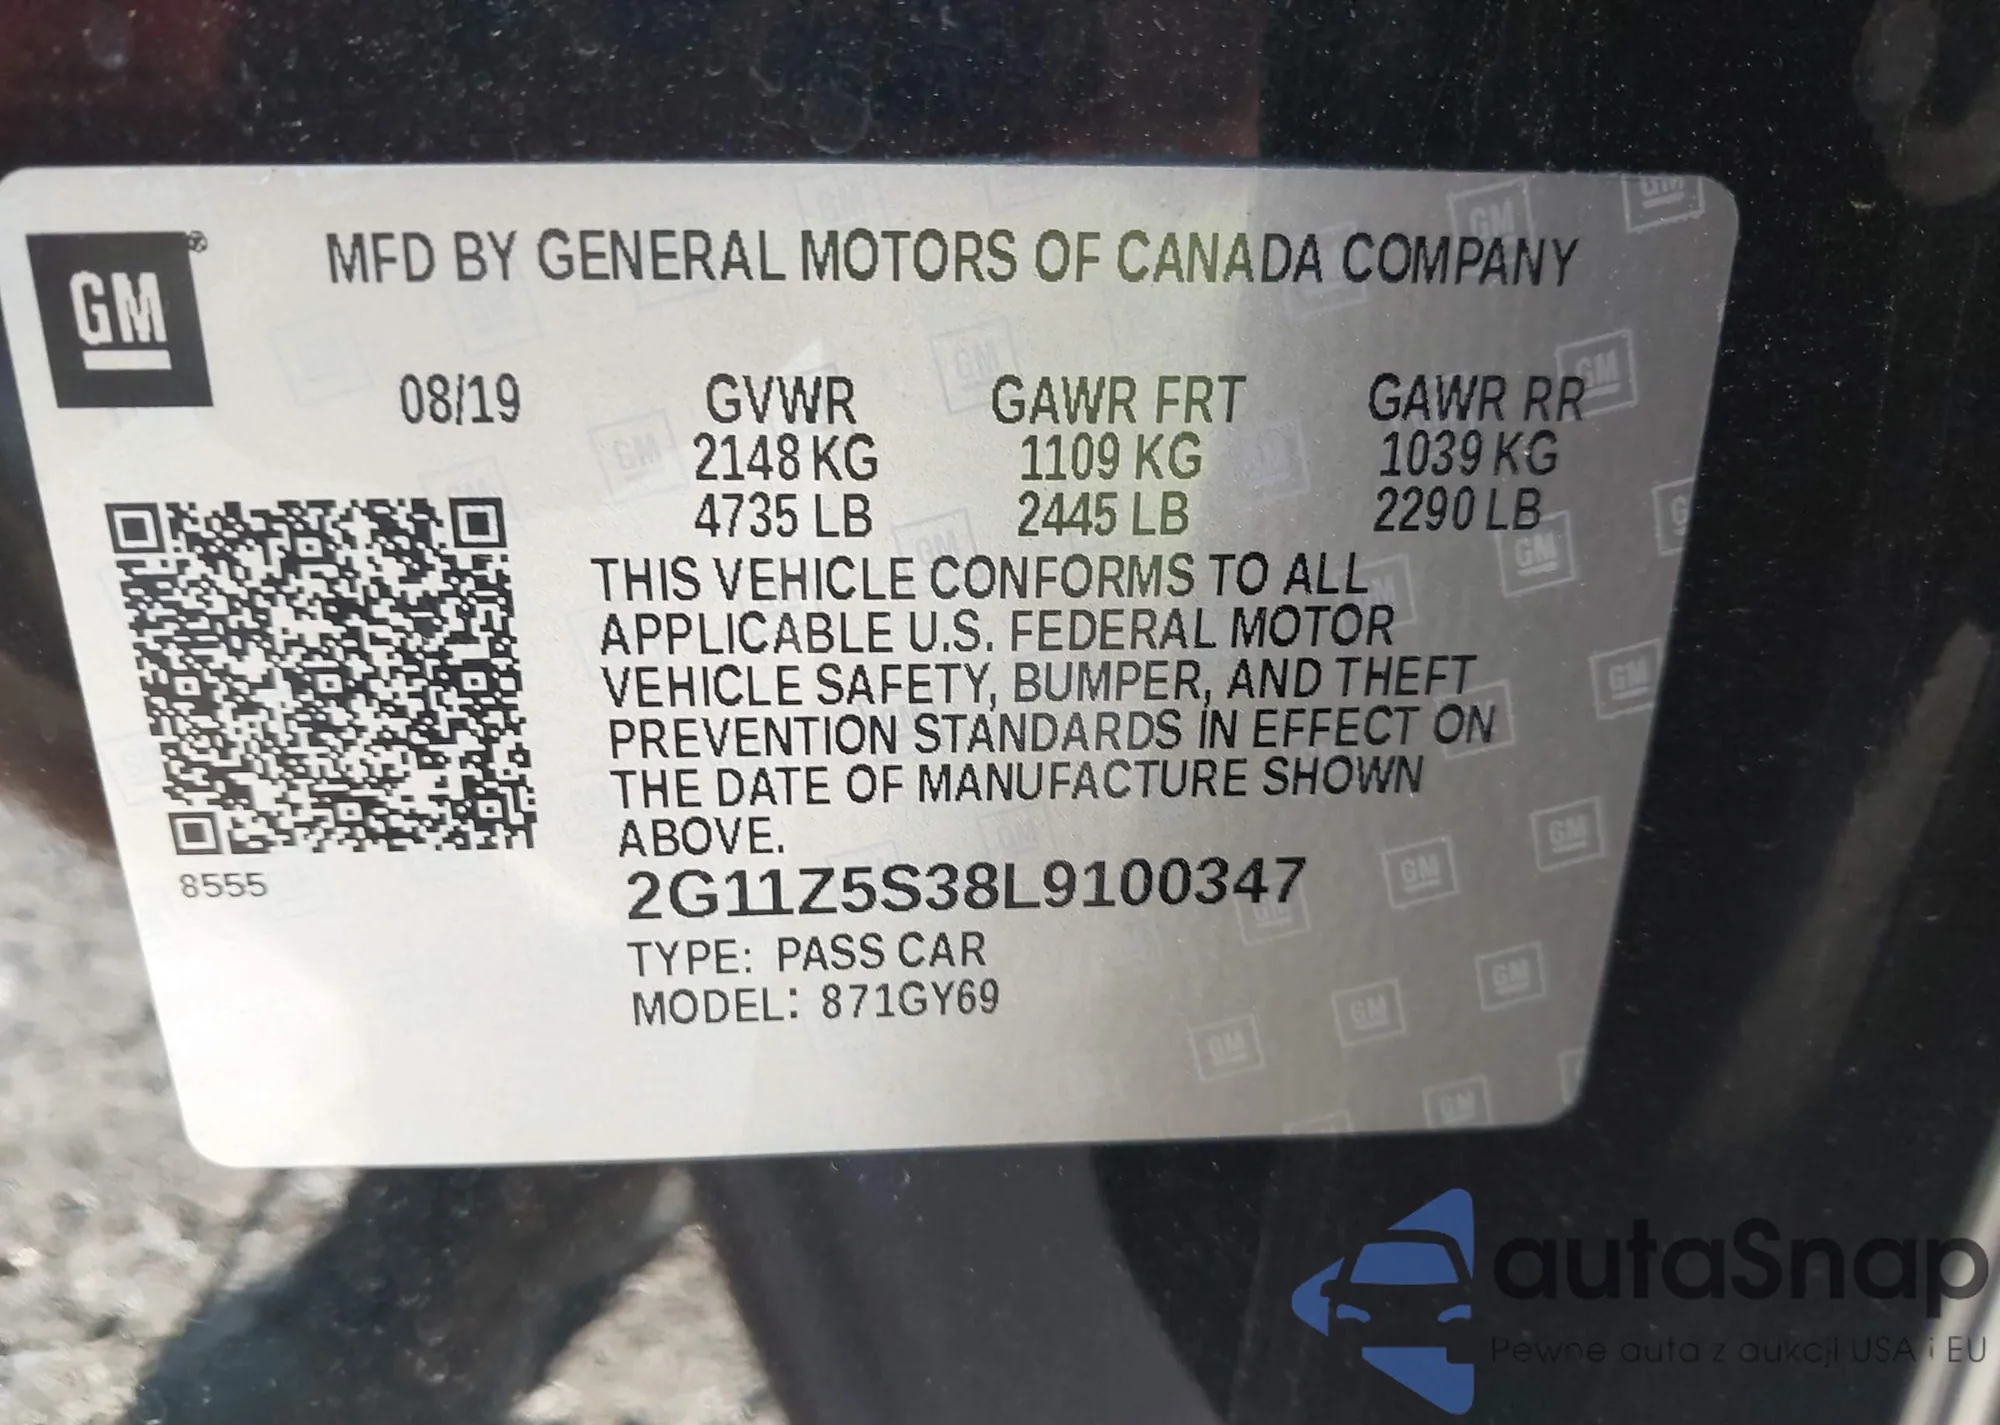 GM
MFD BY GENERAL MOTORS OF CANADA COMPANY
08/19 GVWR GAWR FRT GAWR RR
2148 KG 1109 KG 1039 KG
4735 LB 2445 LB 2290 LB
THIS VEHICLE CONFORMS TO ALL
APPLICABLE U.S. FEDERAL MOTOR
VEHICLE SAFETY, BUMPER, AND THEFT
PREVENTION STANDARDS IN EFFECT ON
THE DATE OF MANUFACTURE SHOWN
ABOVE.
8555
2G11Z5S38L9100347
TYPE: PASS CAR
MODEL: 871GY69
autaSnap
Pewne auta z aukcji USA i EU